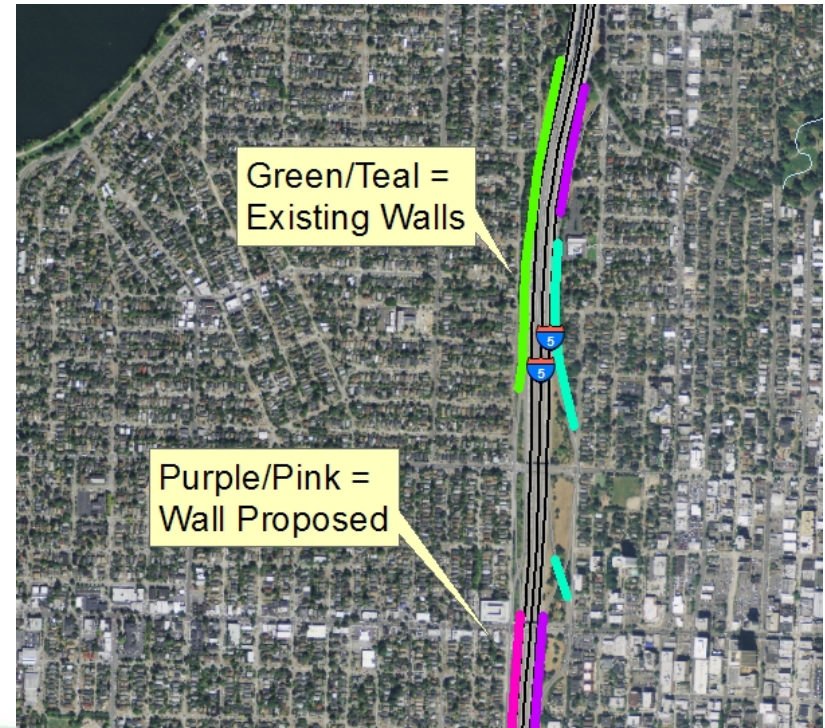 Green/Teal =
Existing Walls
5
5
Purple/Pink =
Wall Proposed